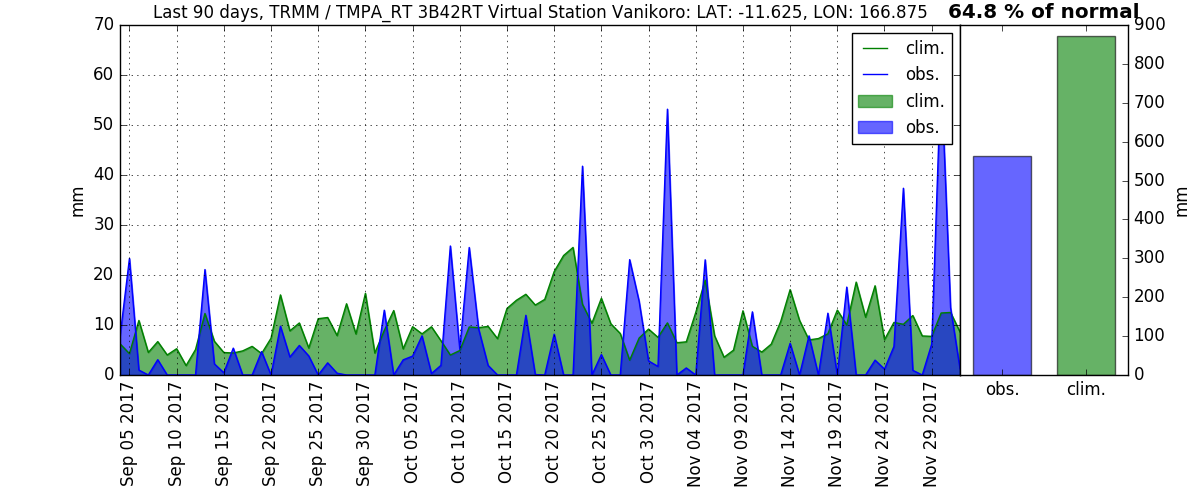 Last 90 days, TRMM / TMPA_RT 3B42RT Virtual Station Vanikoro: LAT: -11.625, LON: 166.875
64.8 % of normal
70
60
50
40
30
20
10
0
mm
clim.
obs.
clim.
obs.
900
800
700
600
500
400
300
200
100
0
mm
Sep 05 2017
Sep 10 2017
Sep 15 2017
Sep 20 2017
Sep 25 2017
Sep 30 2017
Oct 05 2017
Oct 10 2017
Oct 15 2017
Oct 20 2017
Oct 25 2017
Oct 30 2017
Nov 04 2017
Nov 09 2017
Nov 14 2017
Nov 19 2017
Nov 24 2017
Nov 29 2017
obs.
clim.